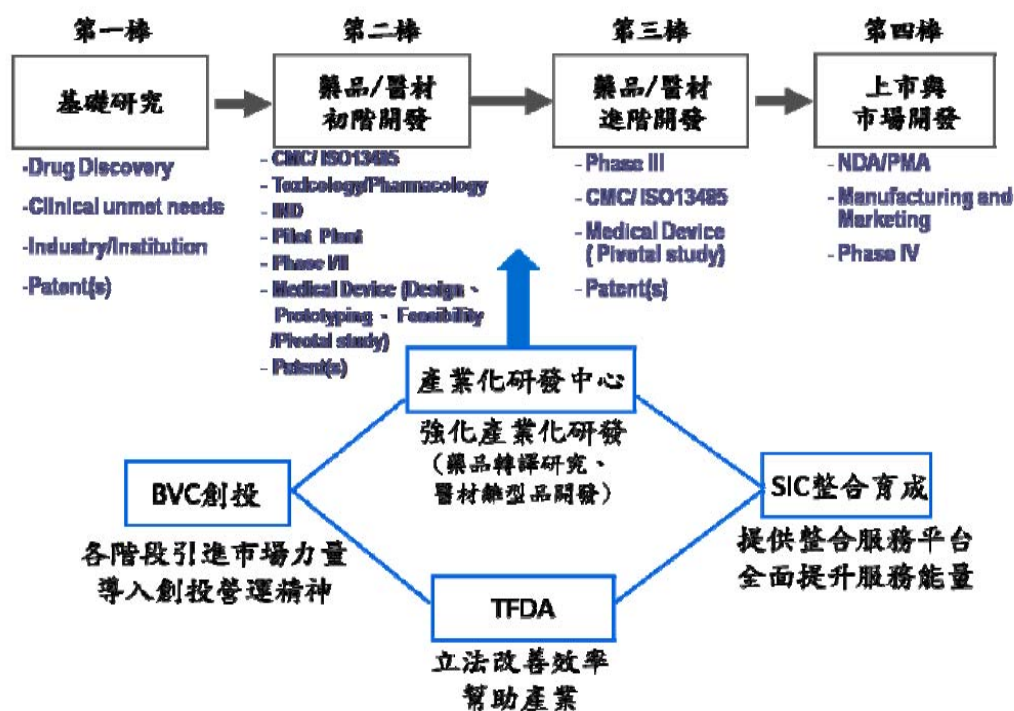 第一棒
基礎研究
-Drug Discovery
-Clinical unmet needs
-Industry/Institution
-Patent(s)
第二棒
藥品/醫材
初階開發
- CMC/ ISO13485
- Toxicology/Pharmacology
- IND
- Pilot Plant
- Phase I/II
- Medical Device (Design、
Prototyping、Feasibility
/Pivotal study)
- Patent(s)
第三棒
藥品/醫材
進階開發
- Phase III
- CMC/ ISO13485
- Medical Device
( Pivotal study)
- Patent(s)
第四棒
上市與
市場開發
- NDA/PMA
- Manufacturing and
Marketing
- Phase IV
產業化研發中心
強化產業化研發
(藥品轉譯研究、
醫材雛型品開發)
BVC創投
各階段引進市場力量
導入創投營運精神
SIC整合育成
提供整合服務平台
全面提升服務能量
TFDA
立法改善效率
幫助產業